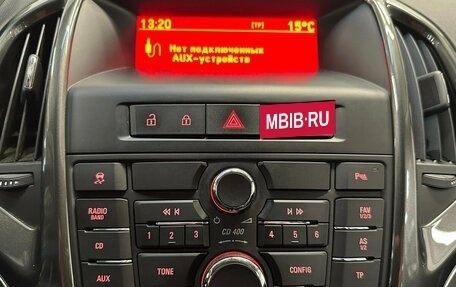 13:20 [TP] 15°C
Нет подключенных
AUX-устройств
MBIB•RU
RADIO BAND
FAV 1/2/3
1 2 3 CD 400 4 5 6
CD
AS 1/2
AUX TONE CONFIG TP